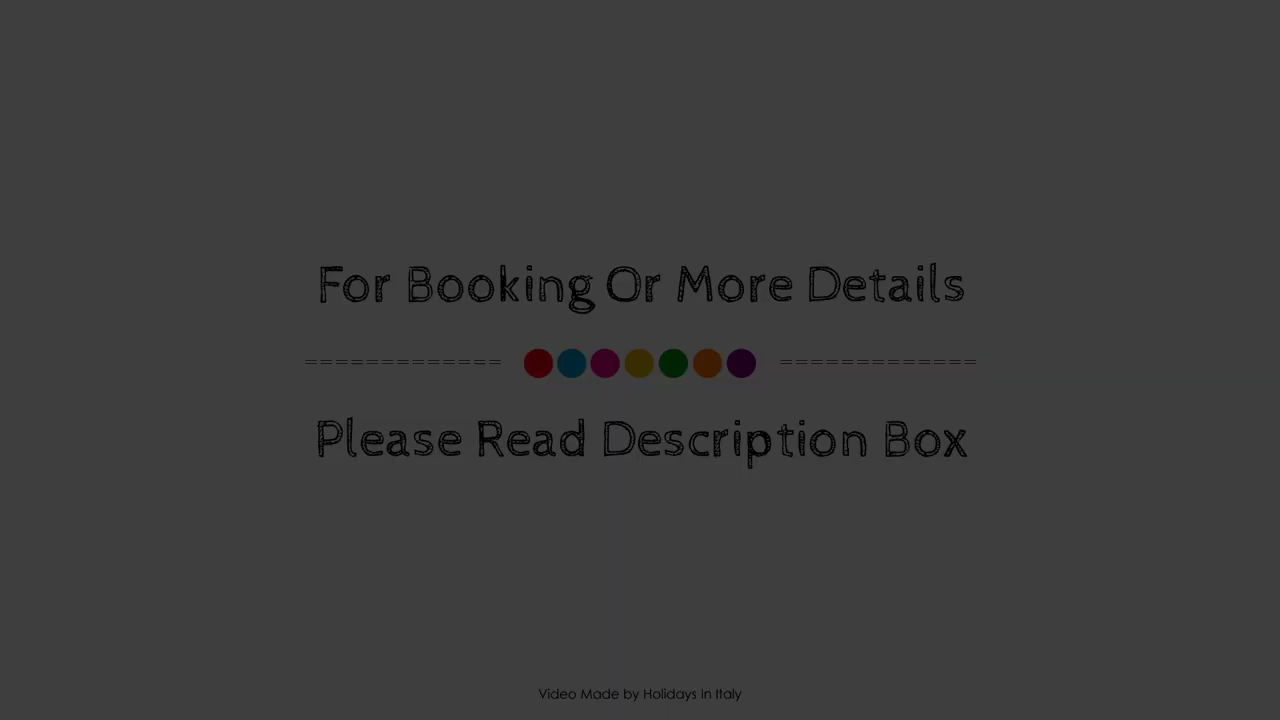 For Booking Or More Details
============= =============
Please Read Description Box
Video Made by Holidays In Italy